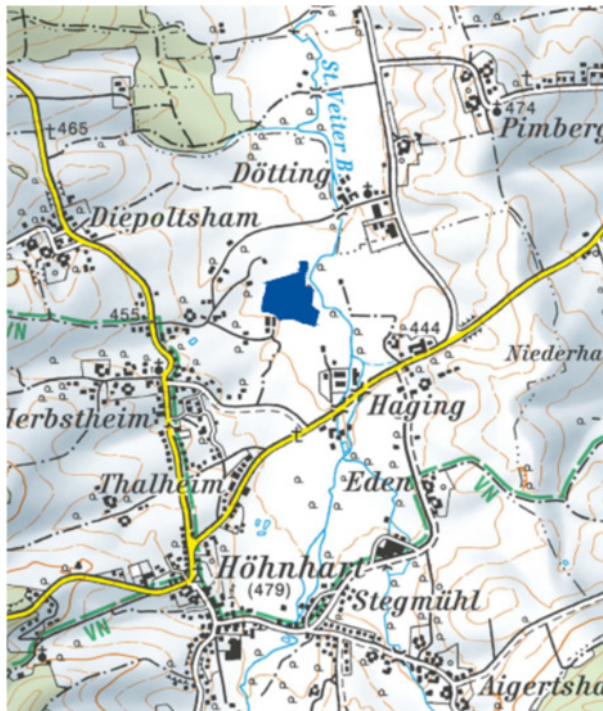 465
St. Veiter B.
474
Pimberg
Dötting
Diepoltsham
VN
455
444
Niederha
Herbstheim
Haging
Thalheim
Eden
VN
Höhnhart
(479)
Stegmühl
VN
Aigertsha